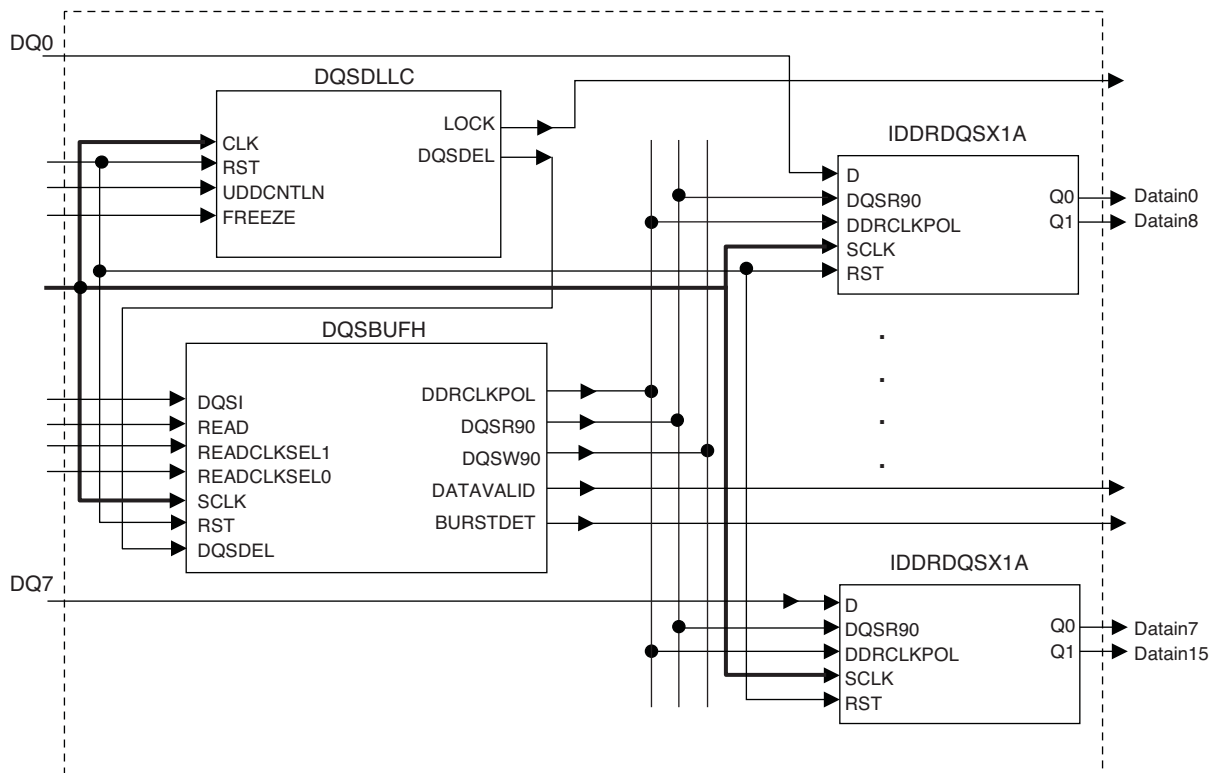 DQ0
DQSDLLC
CLK
RST
UDDCNTLN
FREEZE
LOCK
DQSDEL
IDDRDQSX1A
D
DQSR90
DDRCLKPOL
SCLK
RST
Q0
Q1
Datain0
Datain8
DQSBUFH
DQSI
READ
READCLKSEL1
READCLKSEL0
SCLK
RST
DQSDEL
DDRCLKPOL
DQSR90
DQSW90
DATAVALID
BURSTDET
DQ7
IDDRDQSX1A
D
DQSR90
DDRCLKPOL
SCLK
RST
Q0
Q1
Datain7
Datain15